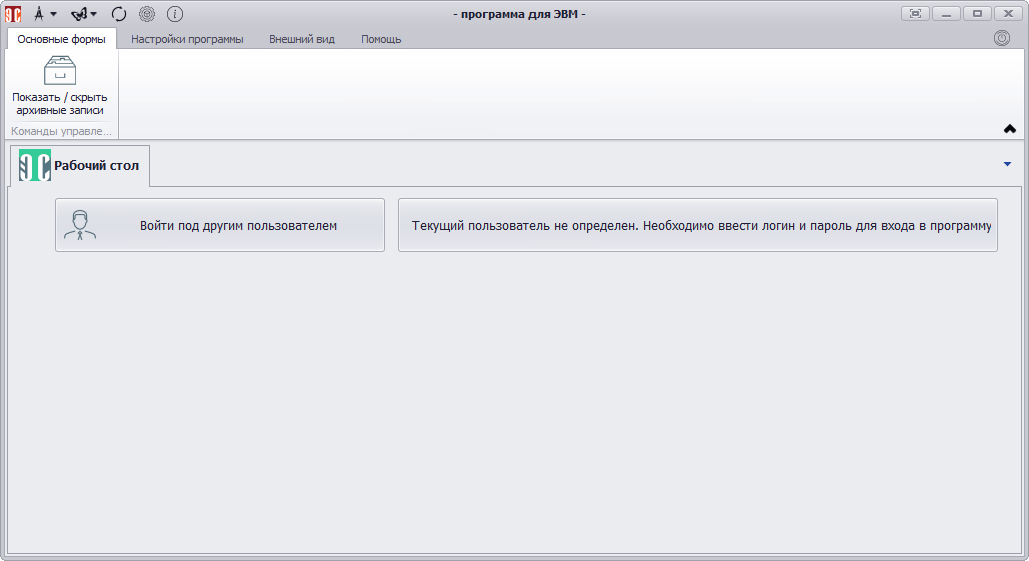 - программа для ЭВМ -
Основные формы
Настройки программы
Внешний вид
Помощь
Показать / скрыть
архивные записи
Команды управле...
Рабочий стол
Войти под другим пользователем
Текущий пользователь не определен. Необходимо ввести логин и пароль для входа в программу